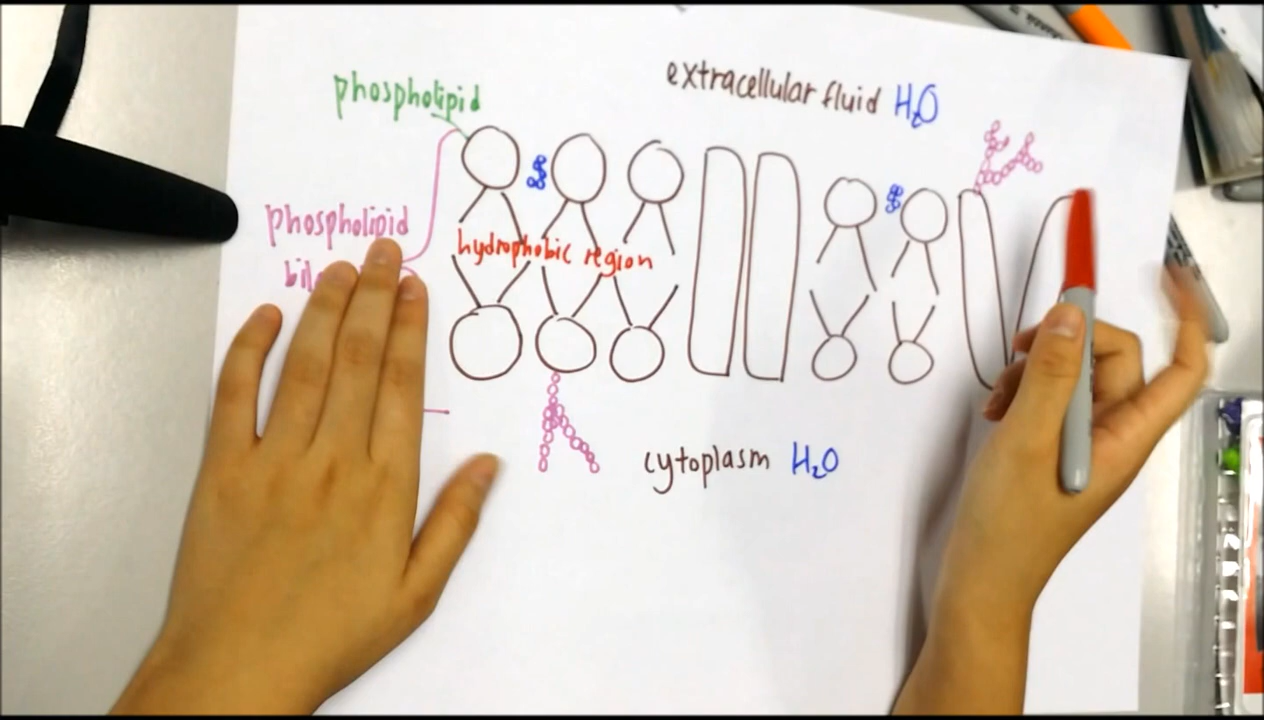 extracellular fluid H₂O
phospholipid
phospholipid
hydrophobic region
cytoplasm H₂O